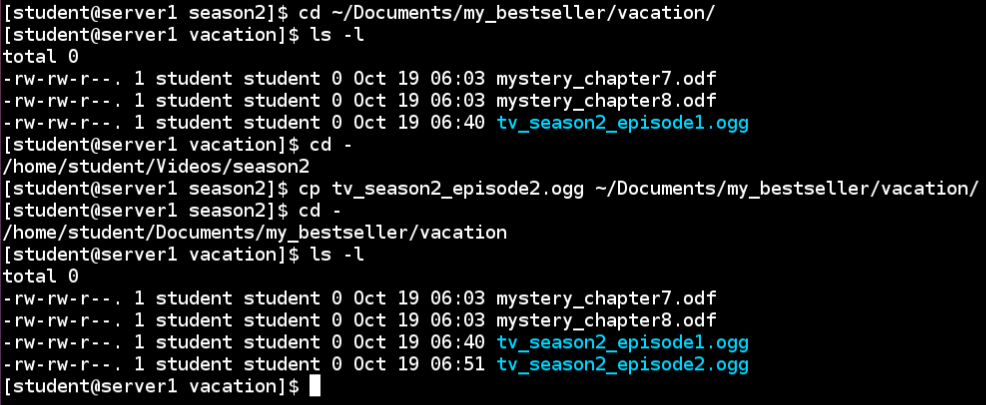 [student@server1 season2]$ cd ~/Documents/my_bestseller/vacation/
[student@server1 vacation]$ ls -l
total 0
-rw-rw-r--. 1 student student 0 Oct 19 06:03 mystery_chapter7.odf
-rw-rw-r--. 1 student student 0 Oct 19 06:03 mystery_chapter8.odf
-rw-rw-r--. 1 student student 0 Oct 19 06:40 tv_season2_episode1.ogg
[student@server1 vacation]$ cd -
/home/student/Videos/season2
[student@server1 season2]$ cp tv_season2_episode2.ogg ~/Documents/my_bestseller/vacation/
[student@server1 season2]$ cd -
/home/student/Documents/my_bestseller/vacation
[student@server1 vacation]$ ls -l
total 0
-rw-rw-r--. 1 student student 0 Oct 19 06:03 mystery_chapter7.odf
-rw-rw-r--. 1 student student 0 Oct 19 06:03 mystery_chapter8.odf
-rw-rw-r--. 1 student student 0 Oct 19 06:40 tv_season2_episode1.ogg
-rw-rw-r--. 1 student student 0 Oct 19 06:51 tv_season2_episode2.ogg
[student@server1 vacation]$